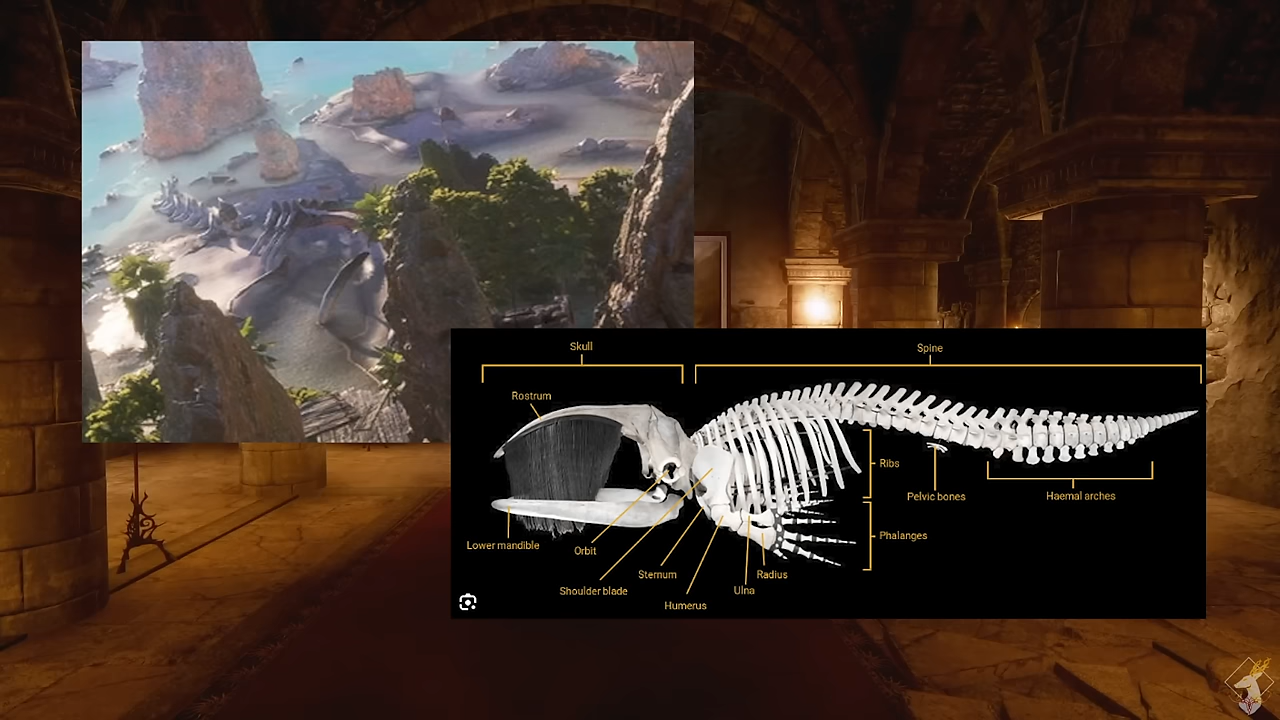 Skull
Spine
Rostrum
Ribs
Pelvic bones
Haemal arches
Phalanges
Lower mandible
Orbit
Shoulder blade
Sternum
Humerus
Ulna
Radius